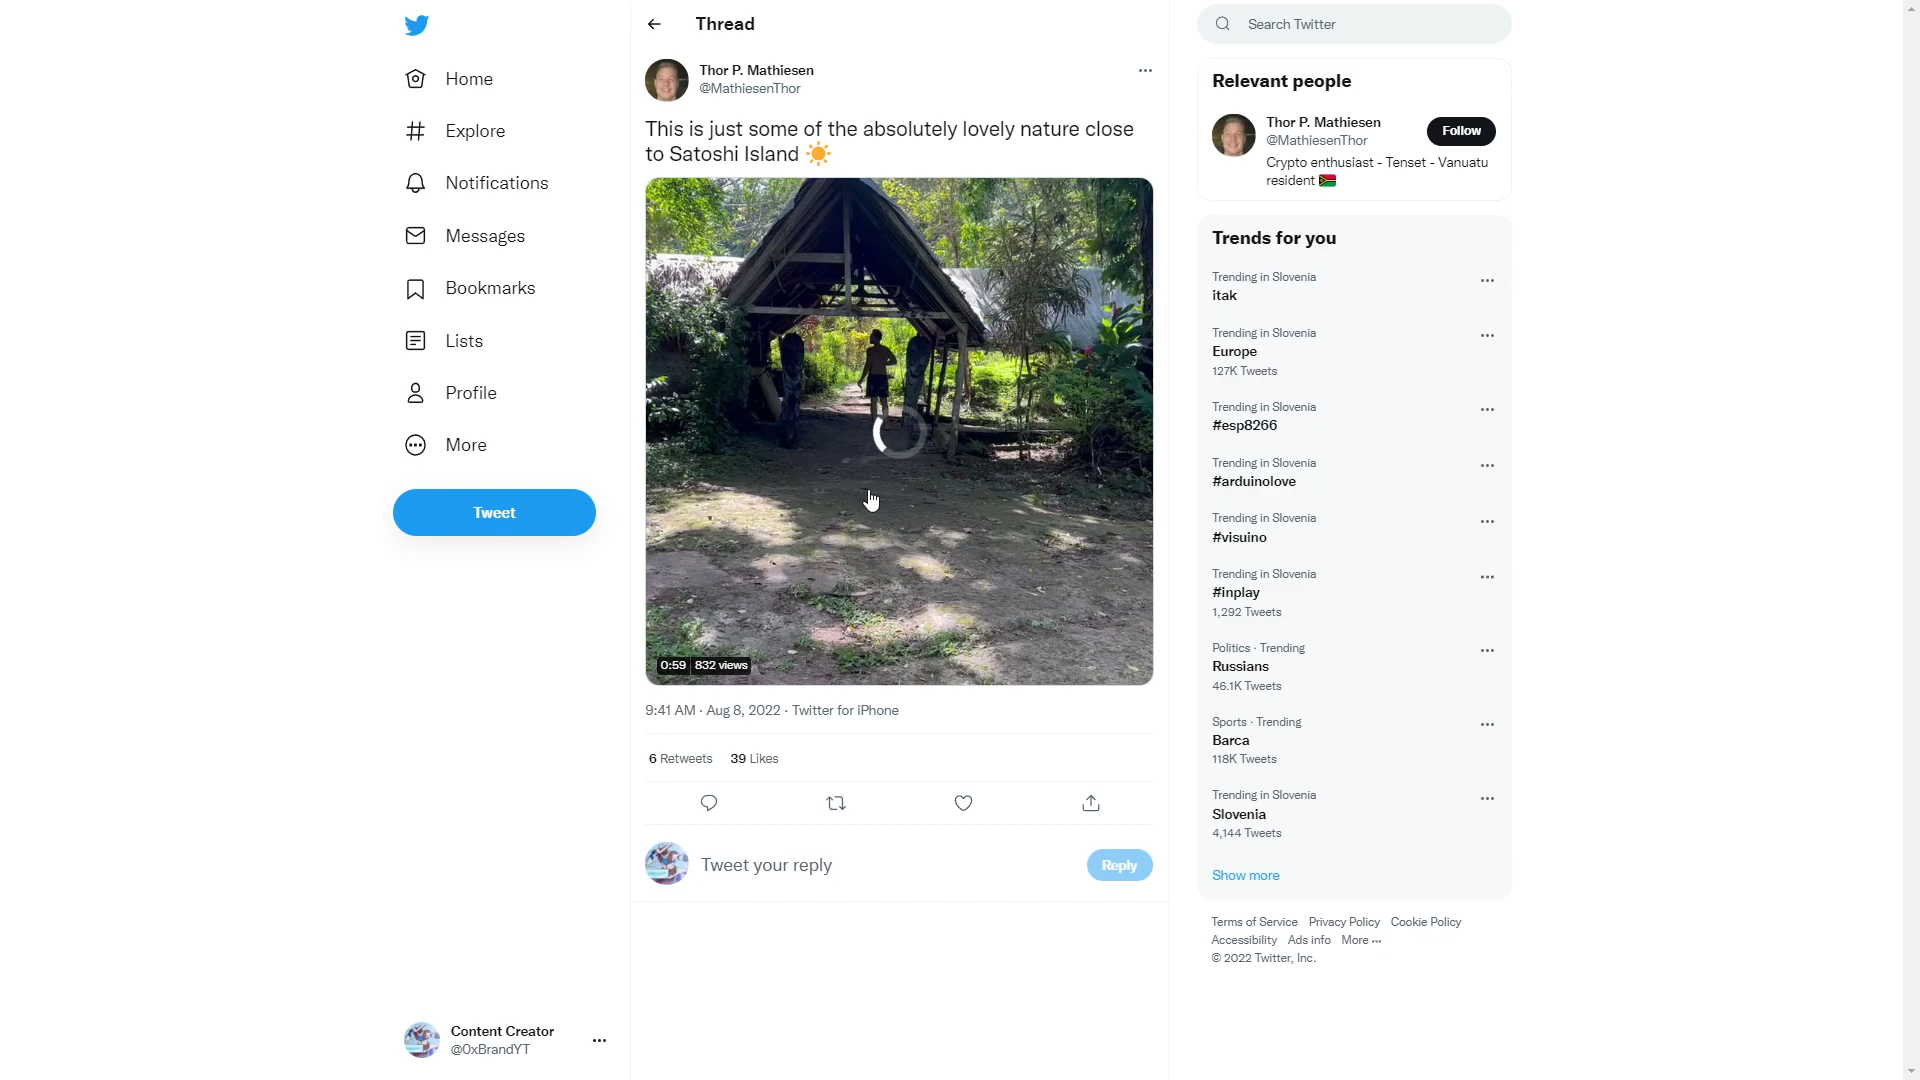 Home
Explore
Notifications
Messages
Bookmarks
Lists
Profile
More
Tweet
Content Creator
@0xBrandYT
Thread
Thor P. Mathiesen
@MathiesenThor
This is just some of the absolutely lovely nature close
to Satoshi Island ☀️
0:59 832 views
9:41 AM · Aug 8, 2022 · Twitter for iPhone
6 Retweets 39 Likes
Tweet your reply
Reply
Search Twitter
Relevant people
Thor P. Mathiesen
@MathiesenThor
Follow
Crypto enthusiast - Tenset - Vanuatu
resident 🇻🇺
Trends for you
Trending in Slovenia
itak
Trending in Slovenia
Europe
127K Tweets
Trending in Slovenia
#esp8266
Trending in Slovenia
#arduinolove
Trending in Slovenia
#visuino
Trending in Slovenia
#inplay
1,292 Tweets
Politics · Trending
Russians
46.1K Tweets
Sports · Trending
Barca
118K Tweets
Trending in Slovenia
Slovenia
4,144 Tweets
Show more
Terms of Service Privacy Policy Cookie Policy
Accessibility Ads info More ···
© 2022 Twitter, Inc.